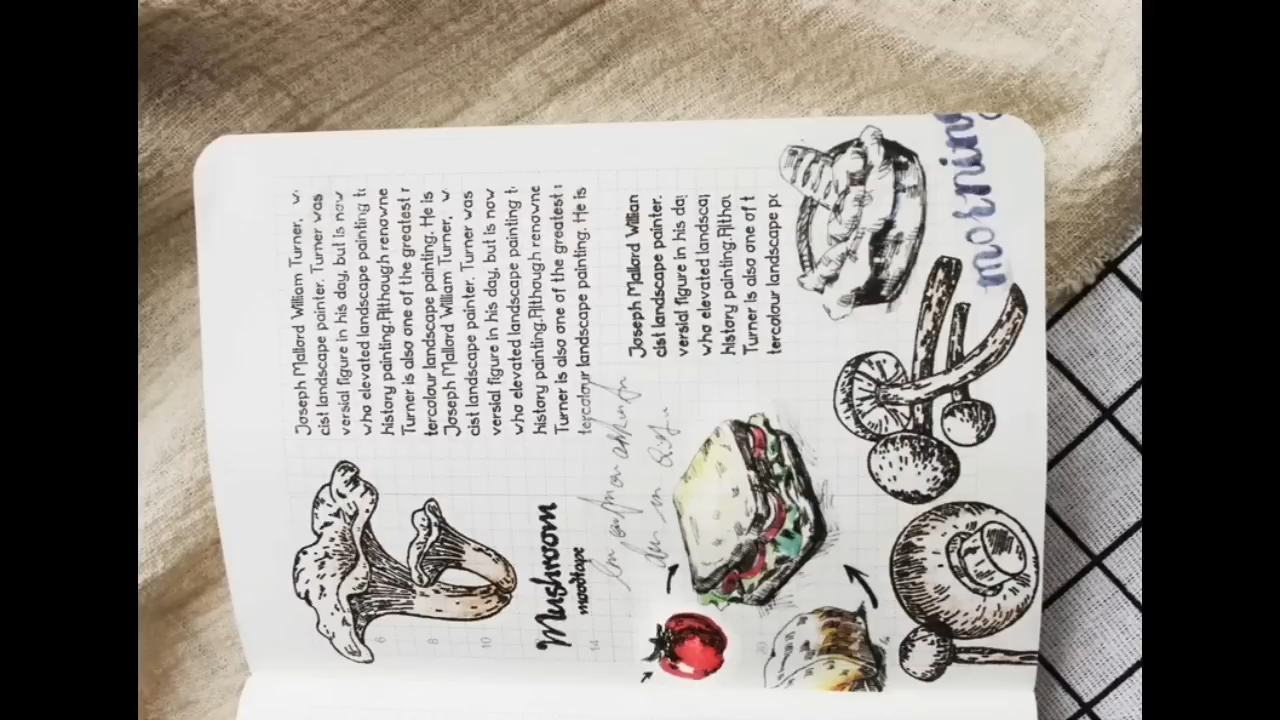 Joseph Mallord William Turner, w
cist landscape painter. Turner was
versial figure in his day, but is now
who elevated landscape painting t
history painting.Although renowne
Turner is also one of the greatest
tercolour landscape painting. He is
Joseph Mallord William Turner, w
cist landscape painter. Turner was
versial figure in his day, but is now
who elevated landscape painting t
history painting.Although renowne
Turner is also one of the greatest
tercolour landscape painting. He is
6
8
10
Mushroom
moodtape
14
Joseph Mallord Willian
cist landscape painter.
versial figure in his da
who elevated landsca
history painting.Althou
Turner is also one of t
tercolour landscape p
morning